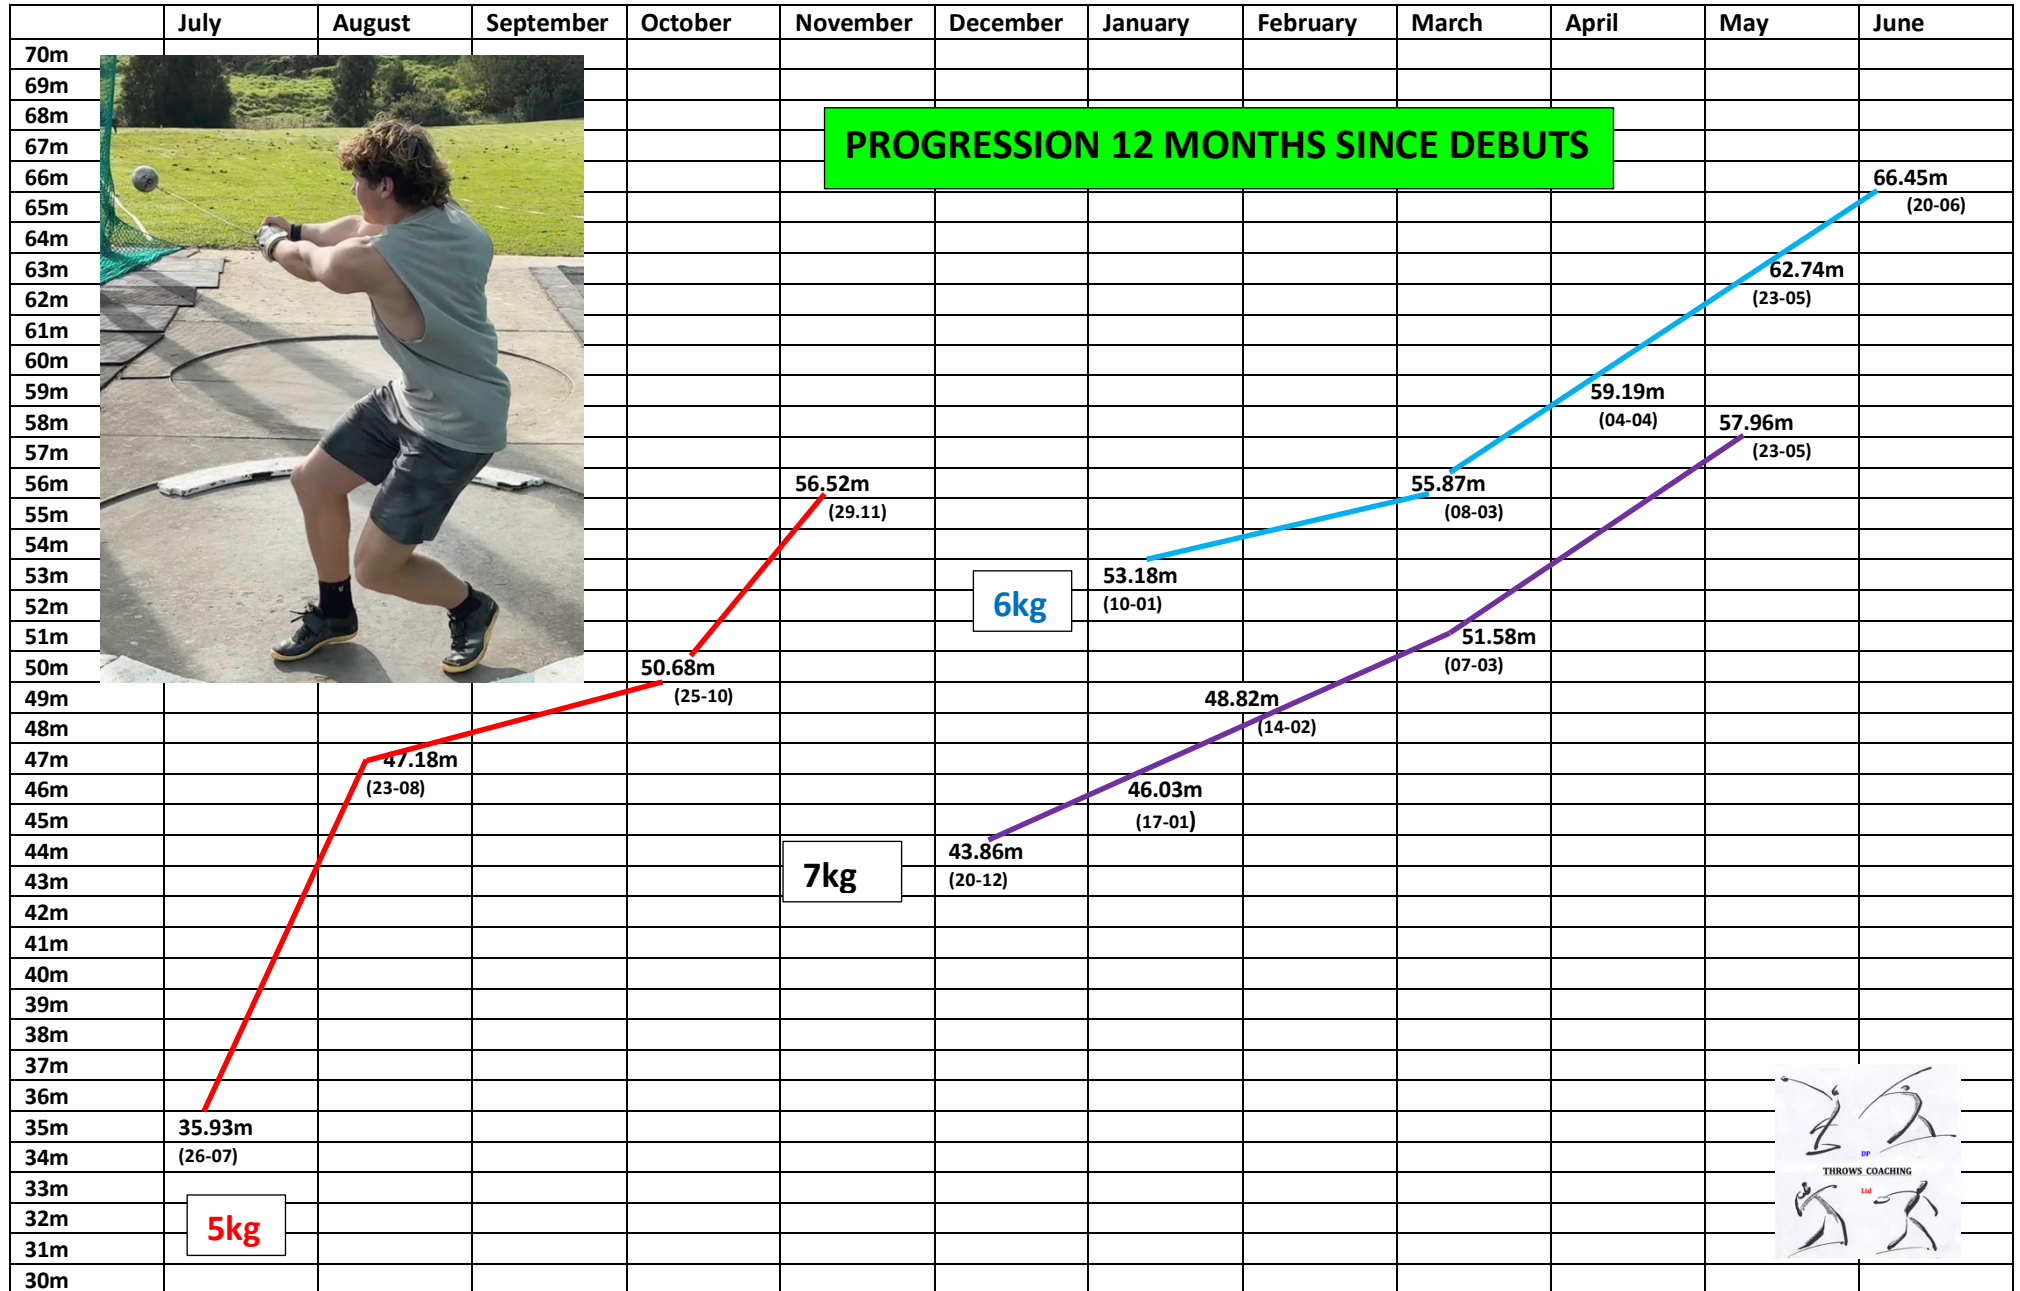 July August September October November December January February March April May June
70m
69m
68m
67m
PROGRESSION 12 MONTHS SINCE DEBUTS
66m 66.45m
65m (20-06)
64m
63m 62.74m
62m (23-05)
61m
60m
59m 59.19m
58m (04-04) 57.96m
57m (23-05)
56m 56.52m 55.87m
55m (29.11) (08-03)
54m
53m 53.18m
52m 6kg (10-01)
51m 51.58m
50m 50.68m (07-03)
49m (25-10) 48.82m
48m (14-02)
47m 47.18m
46m (23-08) 46.03m
45m (17-01)
44m 43.86m
43m 7kg (20-12)
42m
41m
40m
39m
38m
37m
36m
35m 35.93m
34m (26-07)
33m
32m 5kg
31m
30m
DP
THROWS COACHING
Ltd